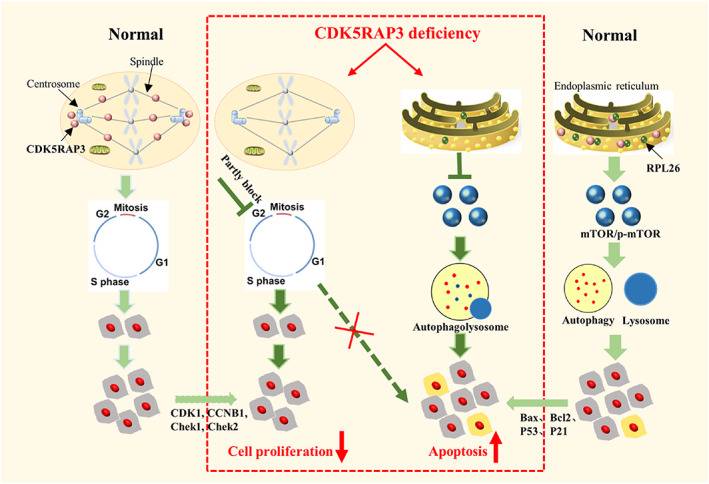 Normal
CDK5RAP3 deficiency
Normal
Centrosome
Spindle
CDK5RAP3
Endoplasmic reticulum
RPL26
Partly block
G2
Mitosis
G1
S phase
G2
Mitosis
G1
S phase
mTOR/p-mTOR
Autophagolysosome
Autophagy
Lysosome
CDK1, CCNB1,
Chek1, Chek2
Bax、Bcl2、
P53、P21
Cell proliferation
Apoptosis